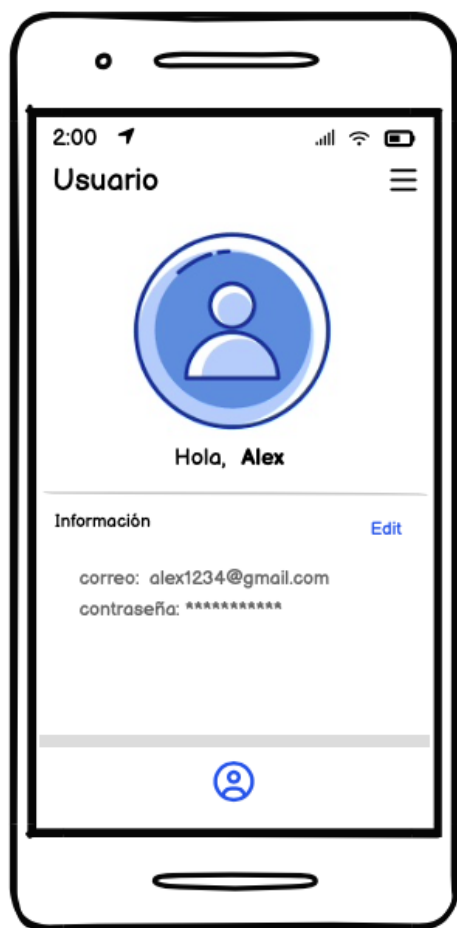 2:00
Usuario
Hola, Alex
Información
Edit
correo: alex1234@gmail.com
contraseña: ***********